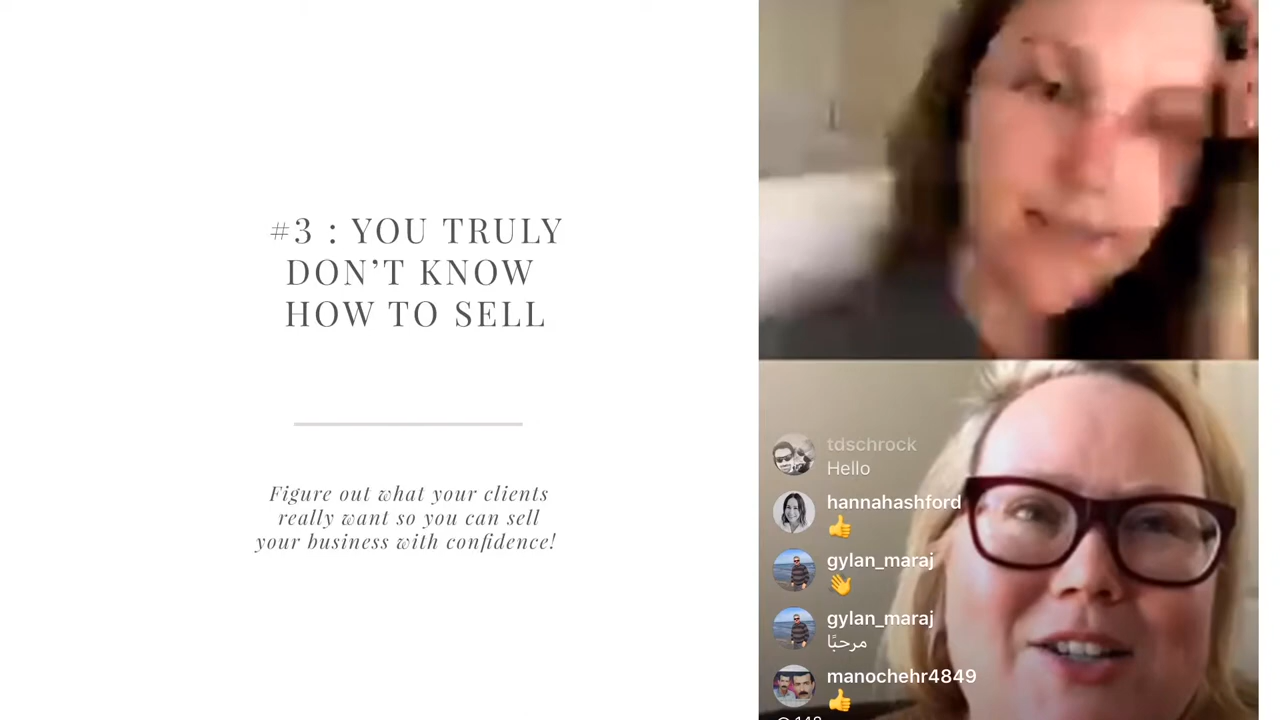 #3 : YOU TRULY
DON’T KNOW
HOW TO SELL
Figure out what your clients
really want so you can sell
your business with confidence!
tdschrock
Hello
hannahashford
👍
gylan_maraj
👋
gylan_maraj
مرحبًا
manochehr4849
👍